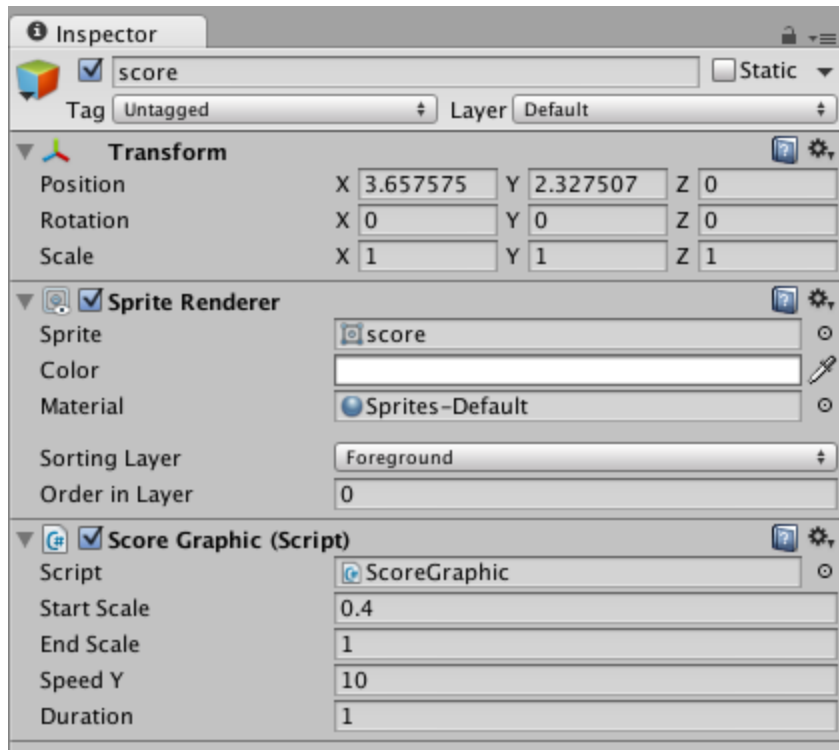 Inspector
score Static
Tag Untagged Layer Default
Transform
Position X 3.657575 Y 2.327507 Z 0
Rotation X 0 Y 0 Z 0
Scale X 1 Y 1 Z 1
Sprite Renderer
Sprite score
Color
Material Sprites-Default
Sorting Layer Foreground
Order in Layer 0
C# Score Graphic (Script)
Script C# ScoreGraphic
Start Scale 0.4
End Scale 1
Speed Y 10
Duration 1